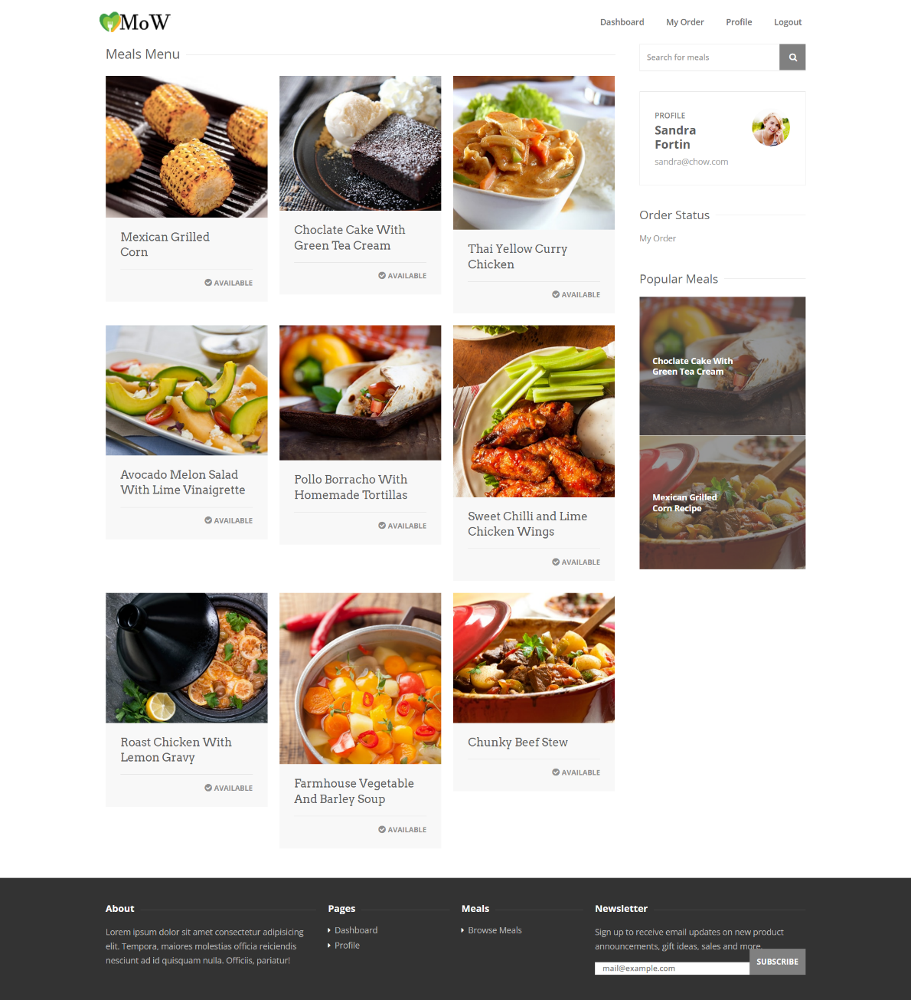 MoW
Dashboard
My Order
Profile
Logout
Meals Menu
Search for meals
Mexican Grilled
Corn
AVAILABLE
Choclate Cake With
Green Tea Cream
AVAILABLE
Thai Yellow Curry
Chicken
AVAILABLE
PROFILE
Sandra
Fortin
sandra@chow.com
Order Status
My Order
Popular Meals
Choclate Cake With
Green Tea Cream
Mexican Grilled
Corn Recipe
Avocado Melon Salad
With Lime Vinaigrette
AVAILABLE
Pollo Borracho With
Homemade Tortillas
AVAILABLE
Sweet Chilli and Lime
Chicken Wings
AVAILABLE
Roast Chicken With
Lemon Gravy
AVAILABLE
Farmhouse Vegetable
And Barley Soup
AVAILABLE
Chunky Beef Stew
AVAILABLE
About
Lorem ipsum dolor sit amet consectetur adipisicing
elit. Tempora, maiores molestias officia reiciendis
nesciunt ad id quisquam nulla. Officiis, pariatur!
Pages
Dashboard
Profile
Meals
Browse Meals
Newsletter
Sign up to receive email updates on new product
announcements, gift ideas, sales and more.
mail@example.com
SUBSCRIBE